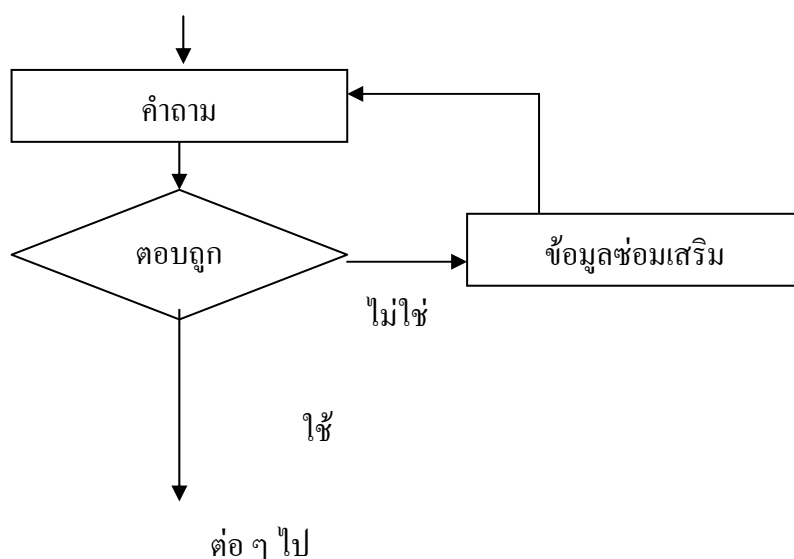 คำถาม
ตอบถูก
ข้อมูลซ่อมเสริม
ไม่ใช่
ใช้
ต่อ ๆ ไป